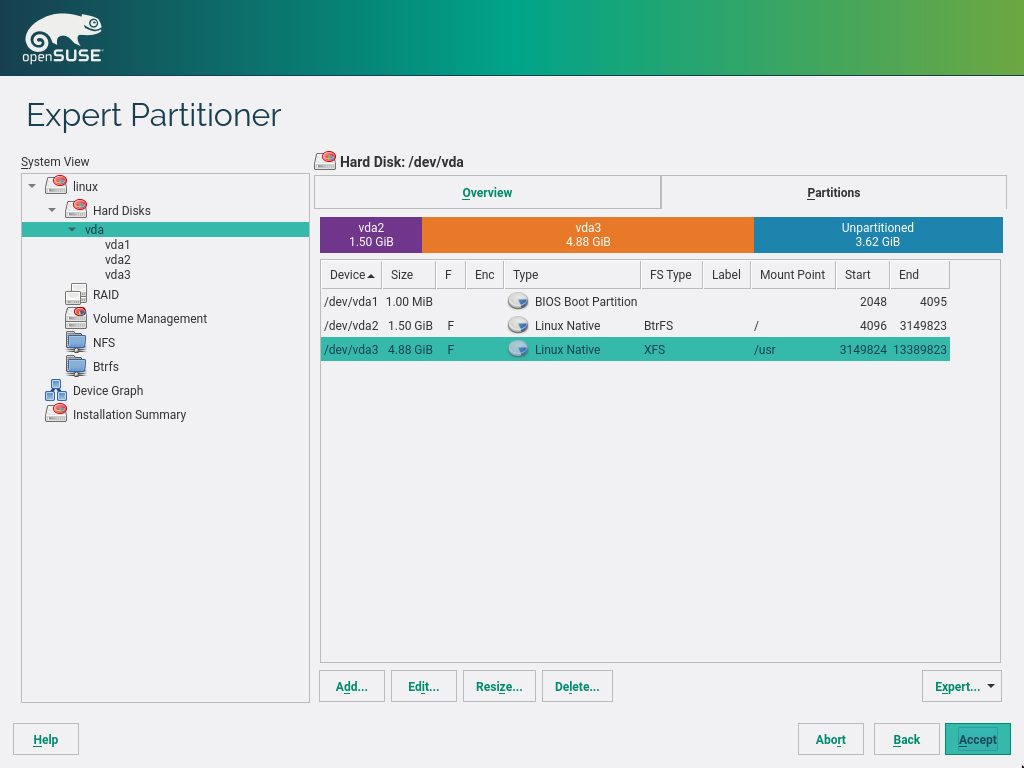 openSUSE
Expert Partitioner
System View
linux
Hard Disks
vda
vda1
vda2
vda3
RAID
Volume Management
NFS
Btrfs
Device Graph
Installation Summary
Hard Disk: /dev/vda
Overview Partitions
vda2 vda3 Unpartitioned
1.50 GiB 4.88 GiB 3.62 GiB
Device Size F Enc Type FS Type Label Mount Point Start End
/dev/vda1 1.00 MiB BIOS Boot Partition 2048 4095
/dev/vda2 1.50 GiB F Linux Native BtrFS / 4096 3149823
/dev/vda3 4.88 GiB F Linux Native XFS /usr 3149824 13389823
Add... Edit... Resize... Delete... Expert...
Help Abort Back Accept